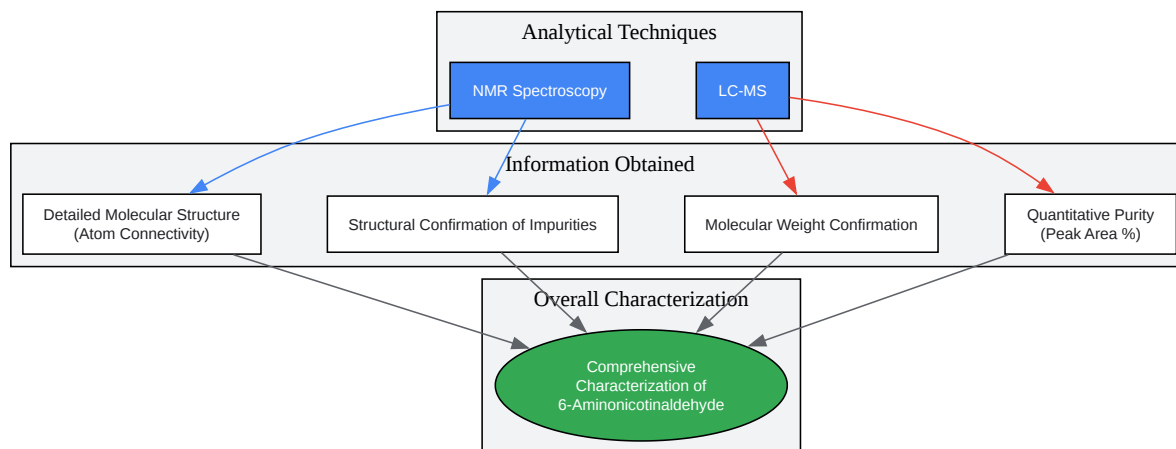 Analytical Techniques
NMR Spectroscopy
LC-MS
Information Obtained
Detailed Molecular Structure
(Atom Connectivity)
Structural Confirmation of Impurities
Molecular Weight Confirmation
Quantitative Purity
(Peak Area %)
Overall Characterization
Comprehensive
Characterization of
6-Aminonicotinaldehyde